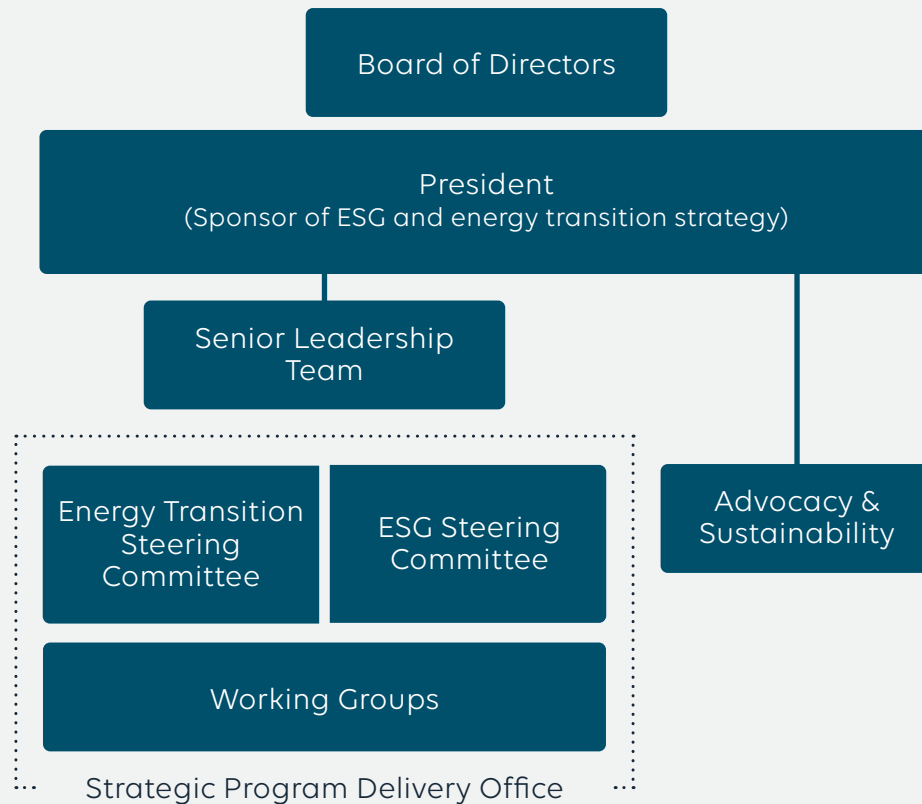 Board of Directors
President
(Sponsor of ESG and energy transition strategy)
Senior Leadership
Team
Energy Transition
Steering
Committee
ESG Steering
Committee
Advocacy &
Sustainability
Working Groups
Strategic Program Delivery Office